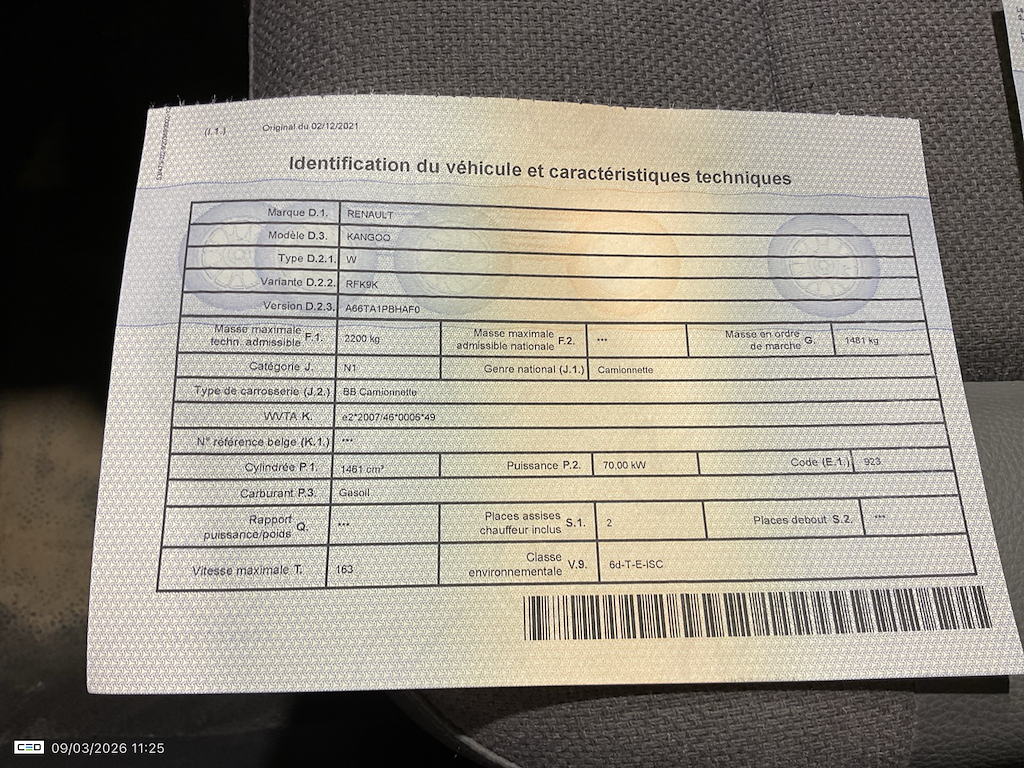 (I.1.) Original du 02/12/2021
Identification du véhicule et caractéristiques techniques
Marque D.1. RENAULT
Modèle D.3. KANGOO
Type D.2.1. W
Variante D.2.2. RFK9K
Version D.2.3. A66TA1PBHAF0
Masse maximale techn. admissible F.1. 2200 kg Masse maximale admissible nationale F.2. *** Masse en ordre de marche G. 1481 kg
Catégorie J. N1 Genre national (J.1.) Camionnette
Type de carrosserie (J.2.) BB Camionnette
WVTA K. e2*2007/46*0006*49
N° référence belge (K.1.) ***
Cylindrée P.1. 1461 cm³ Puissance P.2. 70,00 kW Code (E.1.) 923
Carburant P.3. Gasoil
Rapport puissance/poids Q. *** Places assises chauffeur inclus S.1. 2 Places debout S.2. ***
Vitesse maximale T. 163 Classe environnementale V.9. 6d-T-E-ISC
CEO 09/03/2026 11:25